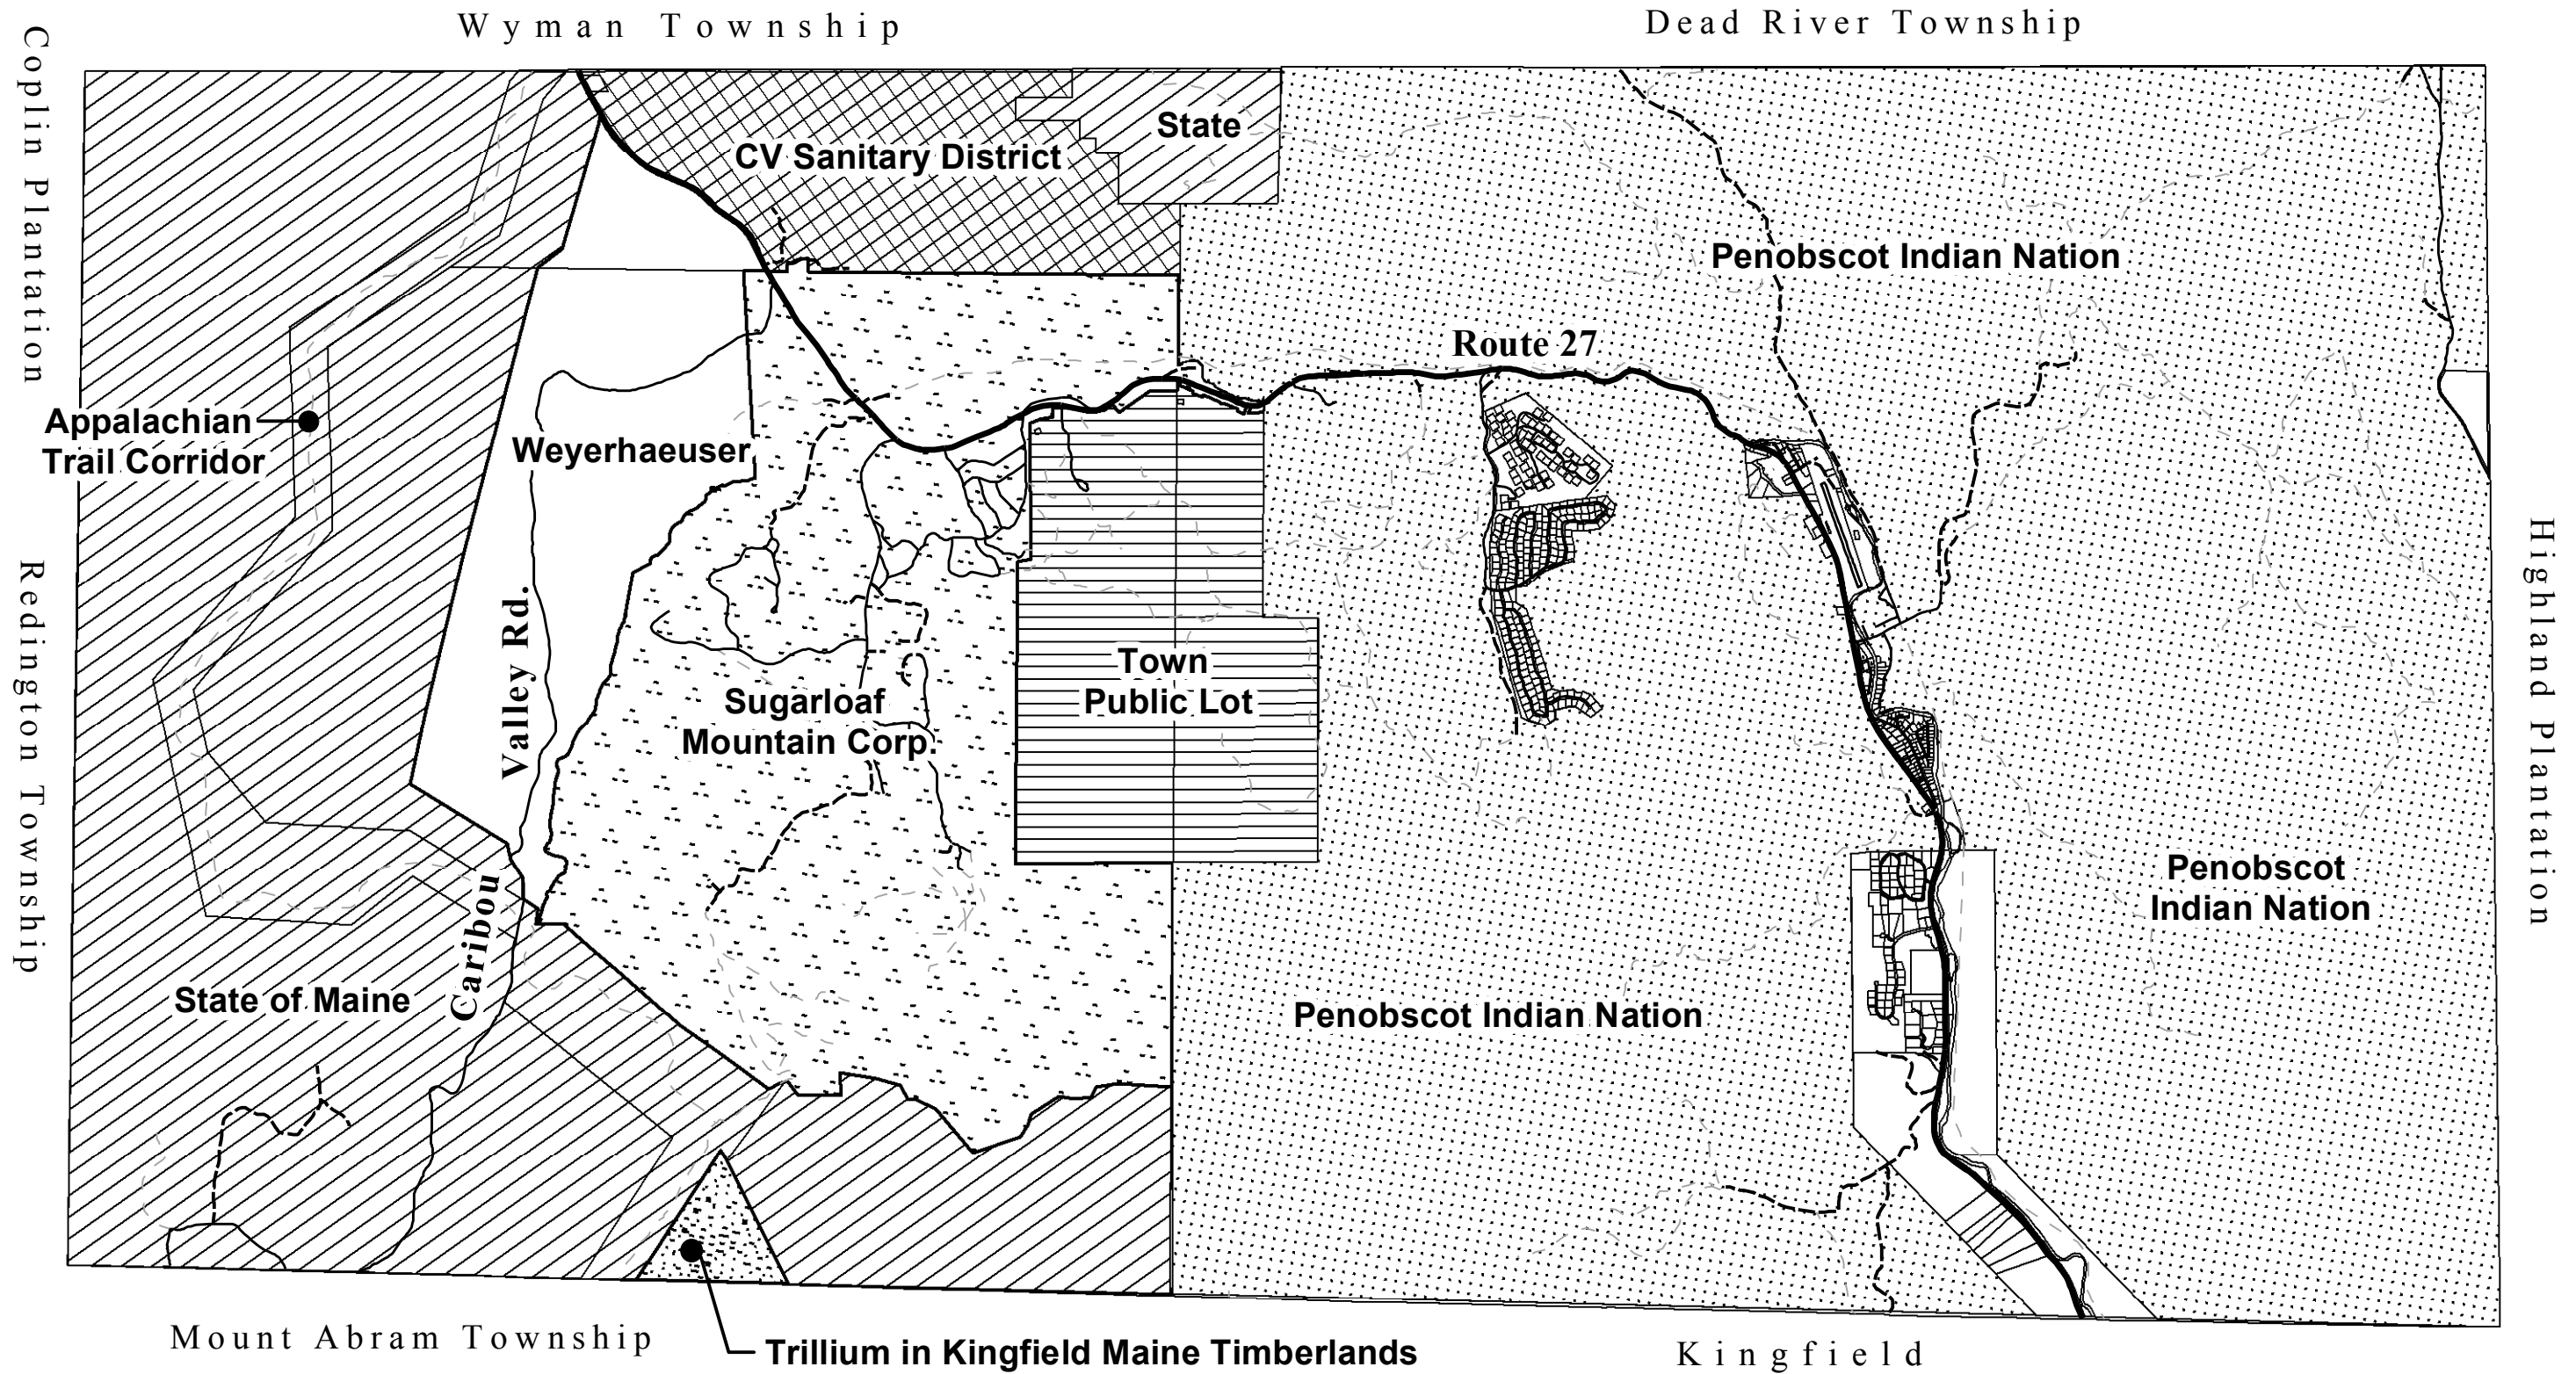 Wyman Township
Dead River Township
Coplin Plantation
State
CV Sanitary District
Penobscot Indian Nation
Route 27
Appalachian
Trail Corridor
Weyerhaeuser
Redington Township
Highland Plantation
Valley Rd.
Town
Public Lot
Sugarloaf
Mountain Corp.
Penobscot
Indian Nation
Caribou
State of Maine
Penobscot Indian Nation
Mount Abram Township
Trillium in Kingfield Maine Timberlands
Kingfield